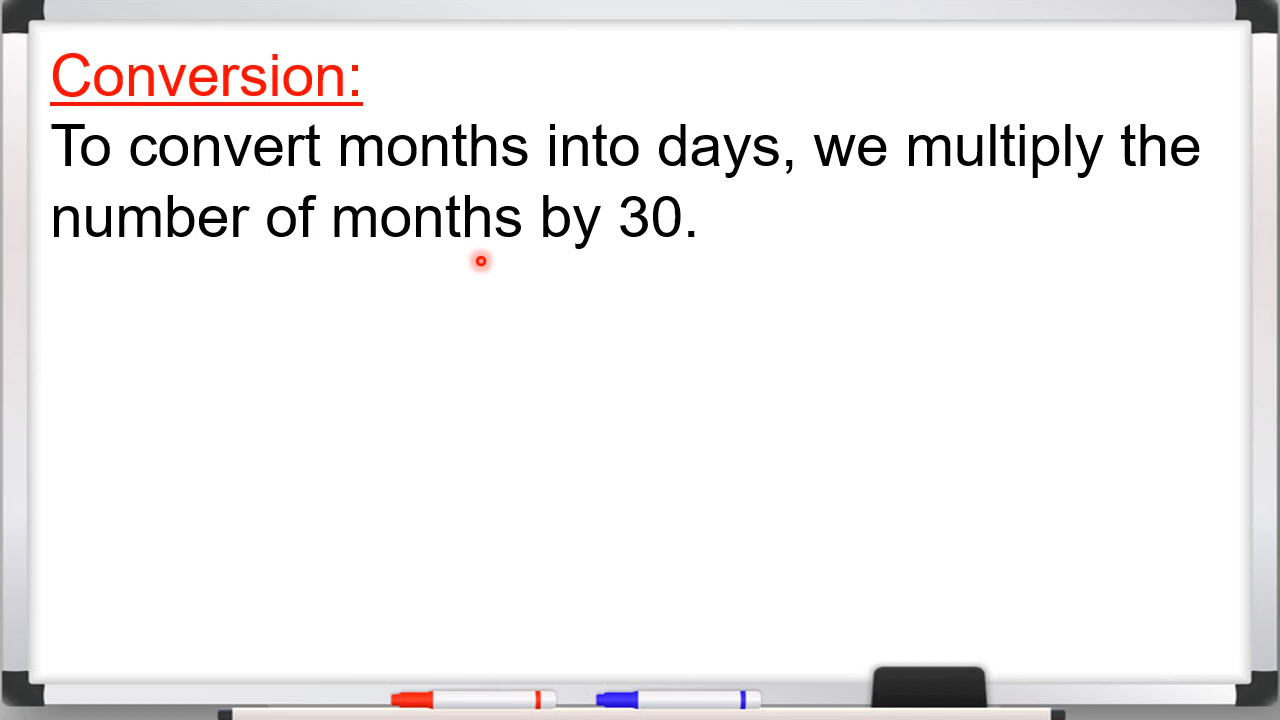 Conversion:
To convert months into days, we multiply the
number of months by 30.